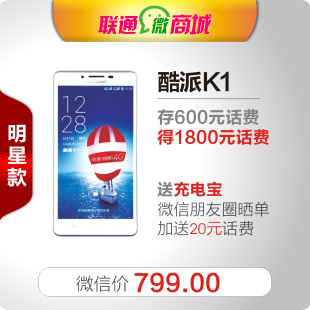 联通微商城
明星款
酷派K1
存600元话费
得1800元话费
送充电宝
微信朋友圈晒单
加送20元话费
12
28
4G
微信价 799.00